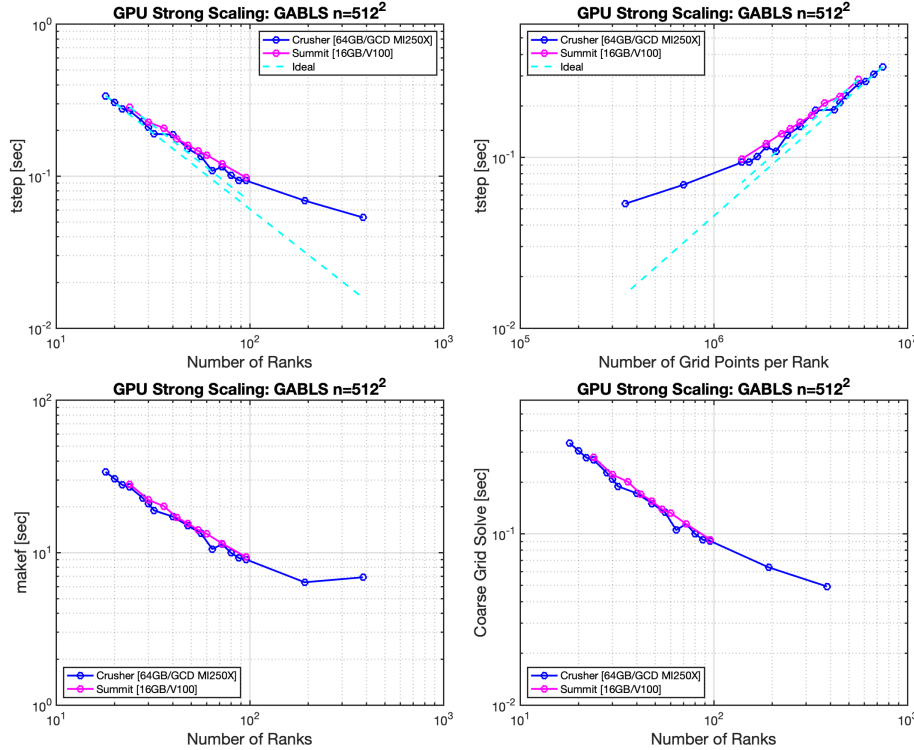 GPU Strong Scaling: GABLS n=512²
10⁰
10⁻¹
10⁻²
tstep [sec]
Crusher [64GB/GCD MI250X]
Summit [16GB/V100]
Ideal
10¹
10²
10³
Number of Ranks
GPU Strong Scaling: GABLS n=512²
10⁰
10⁻¹
10⁻²
tstep [sec]
Crusher [64GB/GCD MI250X]
Summit [16GB/V100]
Ideal
10⁵
10⁶
10⁷
Number of Grid Points per Rank
GPU Strong Scaling: GABLS n=512²
10²
10¹
10⁰
makef [sec]
Crusher [64GB/GCD MI250X]
Summit [16GB/V100]
10¹
10²
10³
Number of Ranks
GPU Strong Scaling: GABLS n=512²
10⁰
10⁻¹
10⁻²
Coarse Grid Solve [sec]
Crusher [64GB/GCD MI250X]
Summit [16GB/V100]
10¹
10²
10³
Number of Ranks